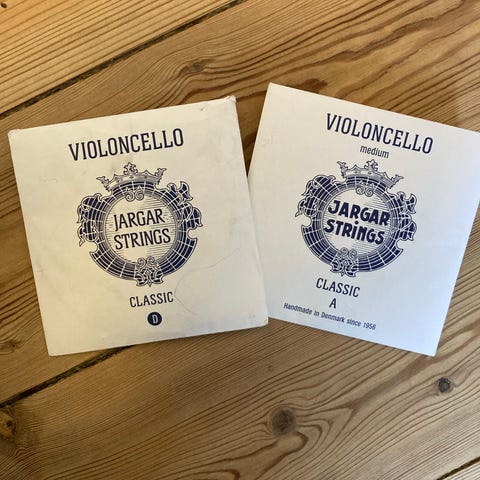 VIOLONCELLO
JARGAR
STRINGS
CLASSIC
D
VIOLONCELLO
medium
JARGAR
STRiNGS
CLASSIC
A
Handmade in Denmark since 1956